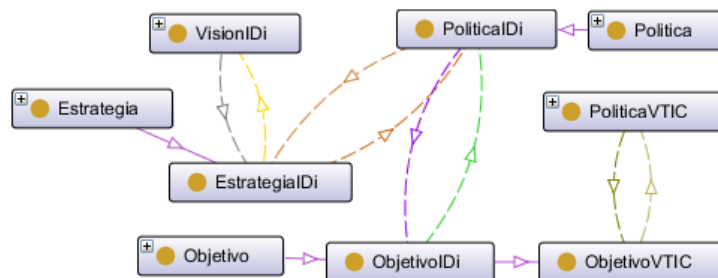 VisionIDi
PoliticaIDi
Politica
Estrategia
PoliticaVTIC
EstrategiaIDi
Objetivo
ObjetivoIDi
ObjetivoVTIC